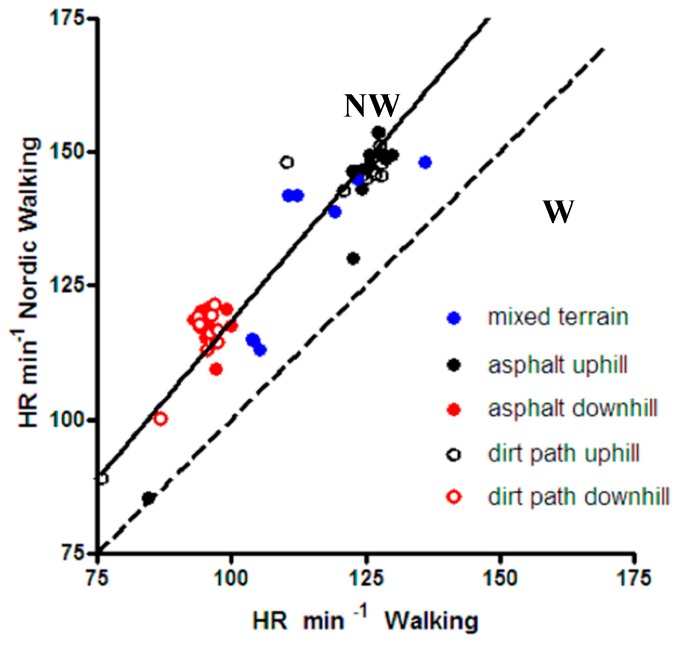 175
NW
150
W
125
100
75
HR min-1 Nordic Walking
mixed terrain
asphalt uphill
asphalt downhill
dirt path uphill
dirt path downhill
75 100 125 150 175
HR min -1 Walking